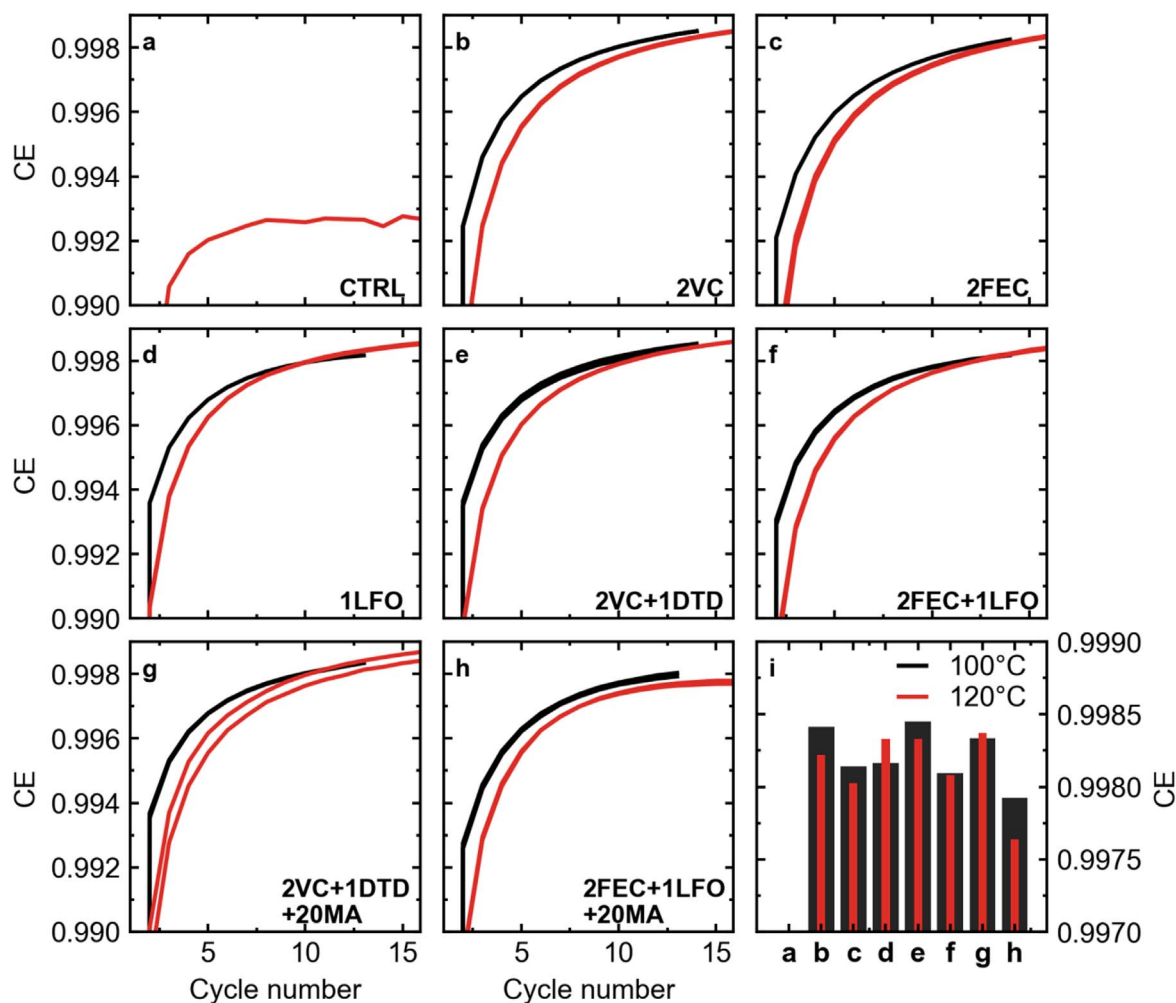 CE
0.998
0.996
0.994
0.992
0.990
a
CTRL
b
2VC
c
2FEC
CE
0.998
0.996
0.994
0.992
0.990
d
1LFO
e
2VC+1DTD
f
2FEC+1LFO
CE
0.998
0.996
0.994
0.992
0.990
g
2VC+1DTD
+20MA
5
10
15
Cycle number
h
2FEC+1LFO
+20MA
5
10
15
Cycle number
i
100°C
120°C
a b c d e f g h
0.9990
0.9985
0.9980
0.9975
0.9970
CE